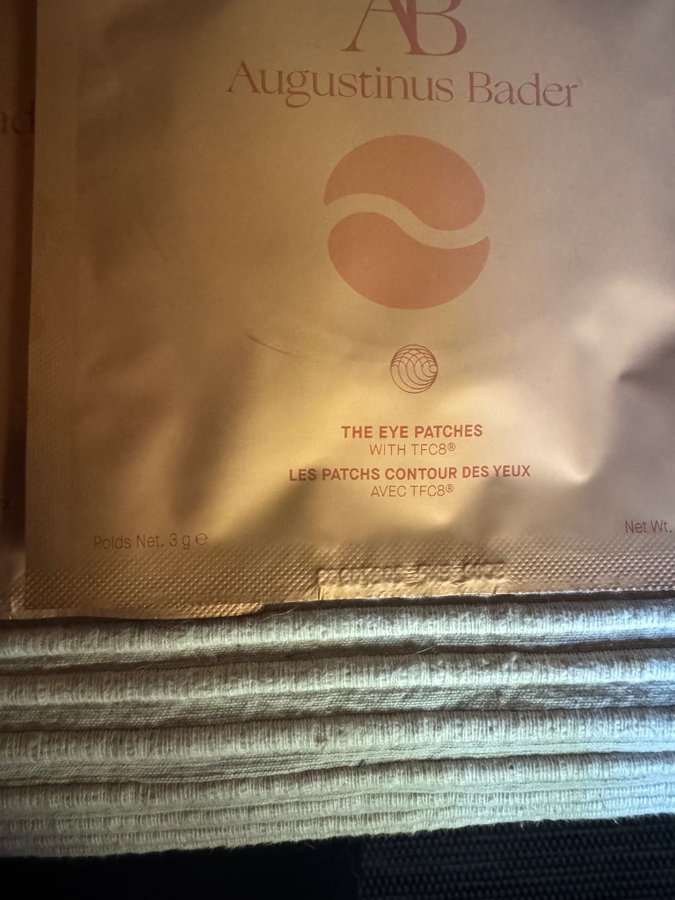 AB
Augustinus Bader
THE EYE PATCHES
WITH TFC8®
LES PATCHS CONTOUR DES YEUX
AVEC TFC8®
Poids Net. 3 g ℮
Net Wt.